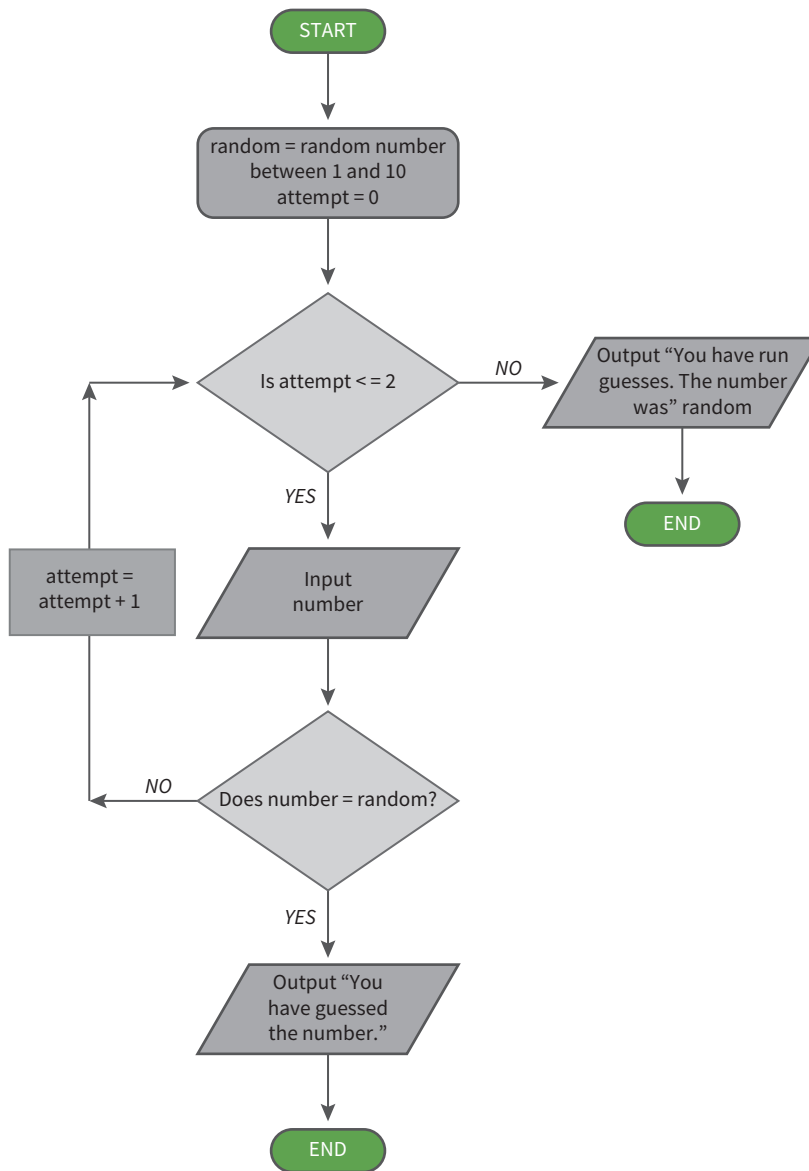 START
random = random number
between 1 and 10
attempt = 0
Is attempt < = 2
NO
Output “You have run
guesses. The number
was” random
END
YES
attempt =
attempt + 1
Input
number
NO
Does number = random?
YES
Output “You
have guessed
the number.”
END